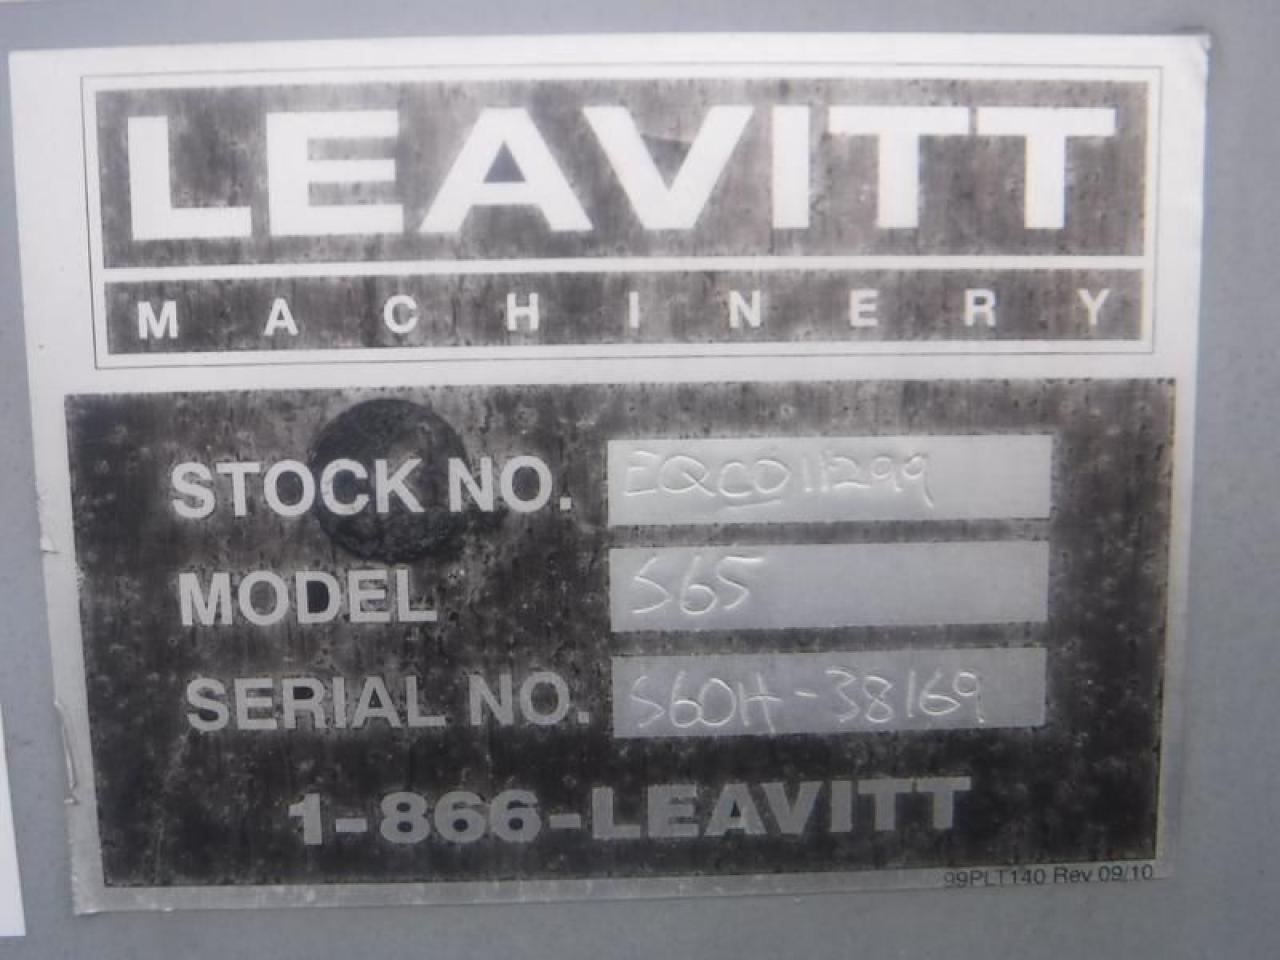 LEAVITT
MACHINERY
STOCK NO. EQC011299
MODEL S65
SERIAL NO. S60H-38169
1-866-LEAVITT
99PLT140 Rev 09/10